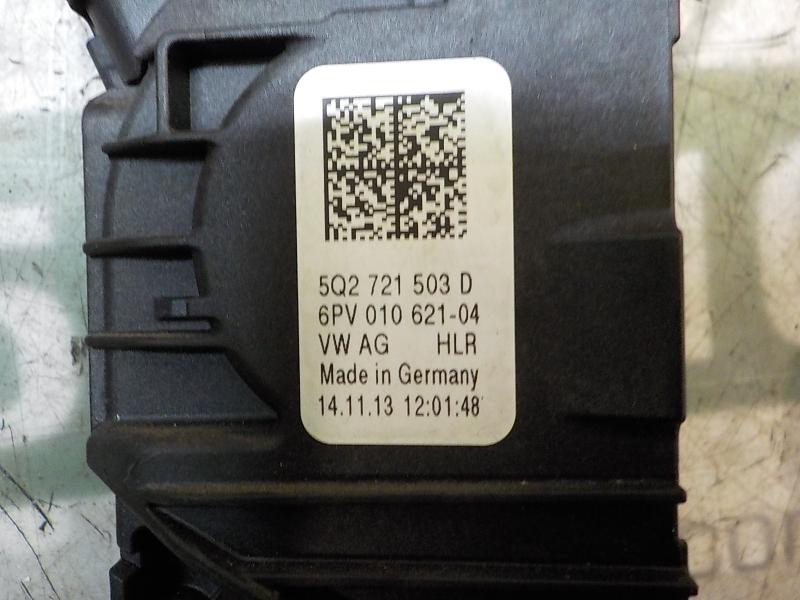 5Q2 721 503 D
6PV 010 621-04
VW AG HLR
Made in Germany
14.11.13 12:01:48